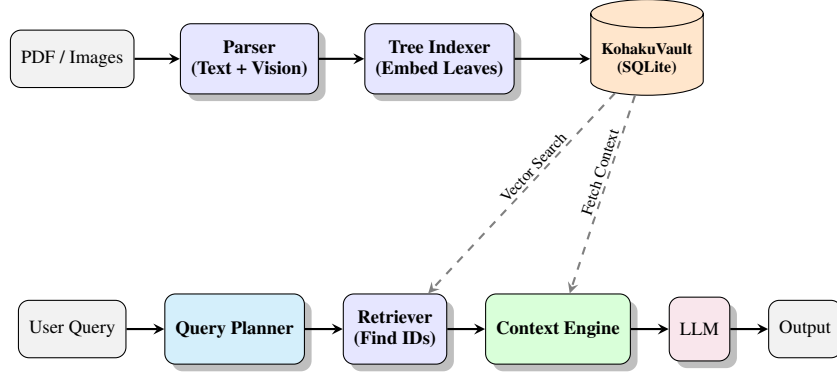 PDF / Images
Parser
(Text + Vision)
Tree Indexer
(Embed Leaves)
KohakuVault
(SQLite)
Vector Search
Fetch Context
User Query
Query Planner
Retriever
(Find IDs)
Context Engine
LLM
Output